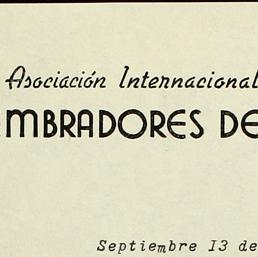 Asociación Internacional
MBRADORES DE
Septiembre 13 de